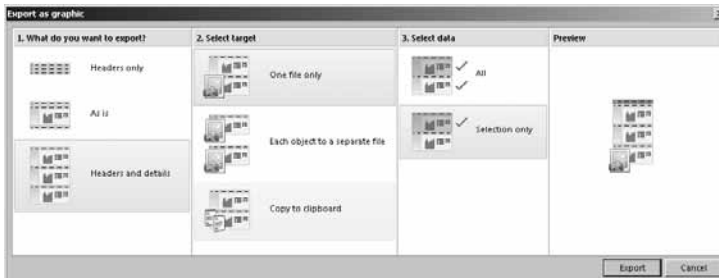 Export as graphic
1. What do you want to export?
Headers only
As is
Headers and details
2. Select target
One file only
Each object to a separate file
Copy to clipboard
3. Select data
All
Selection only
Preview
Export
Cancel